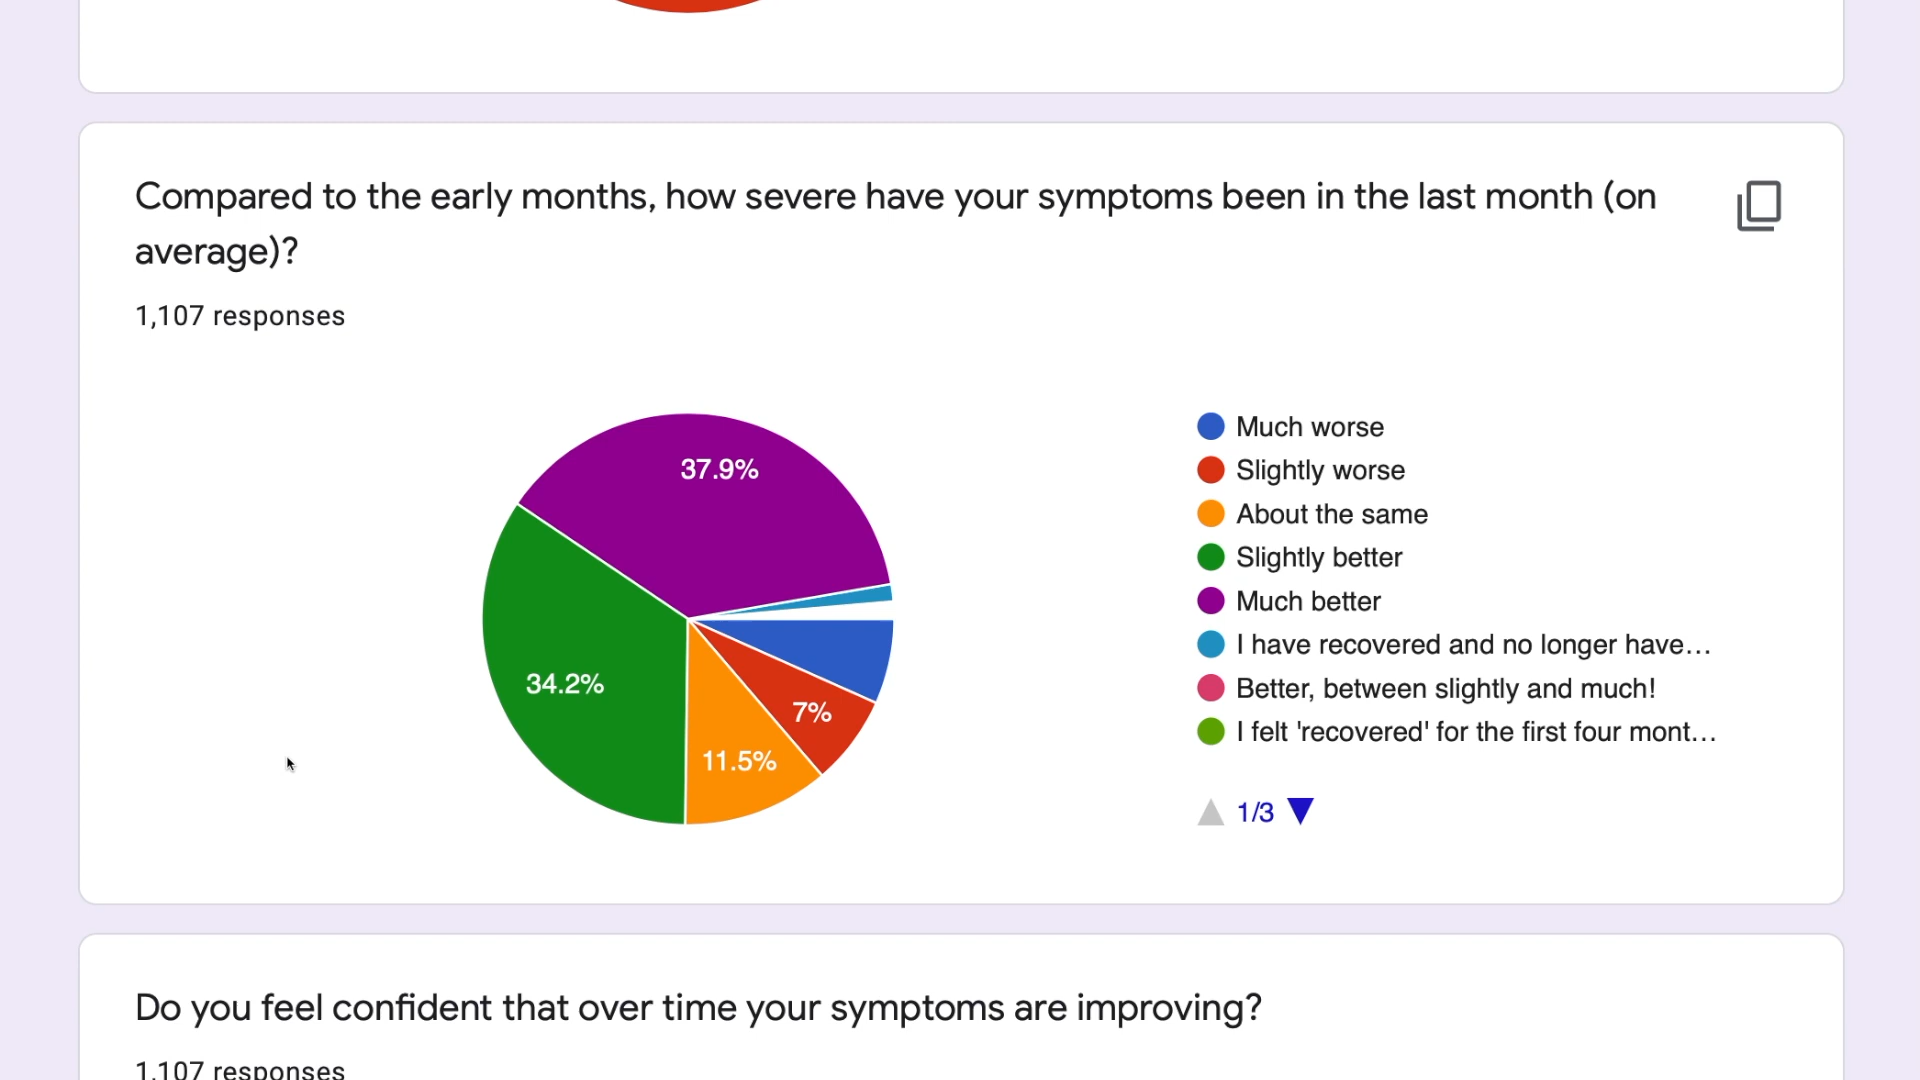 Compared to the early months, how severe have your symptoms been in the last month (on
average)?
1,107 responses
37.9%
34.2%
7%
11.5%
Much worse
Slightly worse
About the same
Slightly better
Much better
I have recovered and no longer have…
Better, between slightly and much!
I felt 'recovered' for the first four mont…
1/3
Do you feel confident that over time your symptoms are improving?
1,107 responses